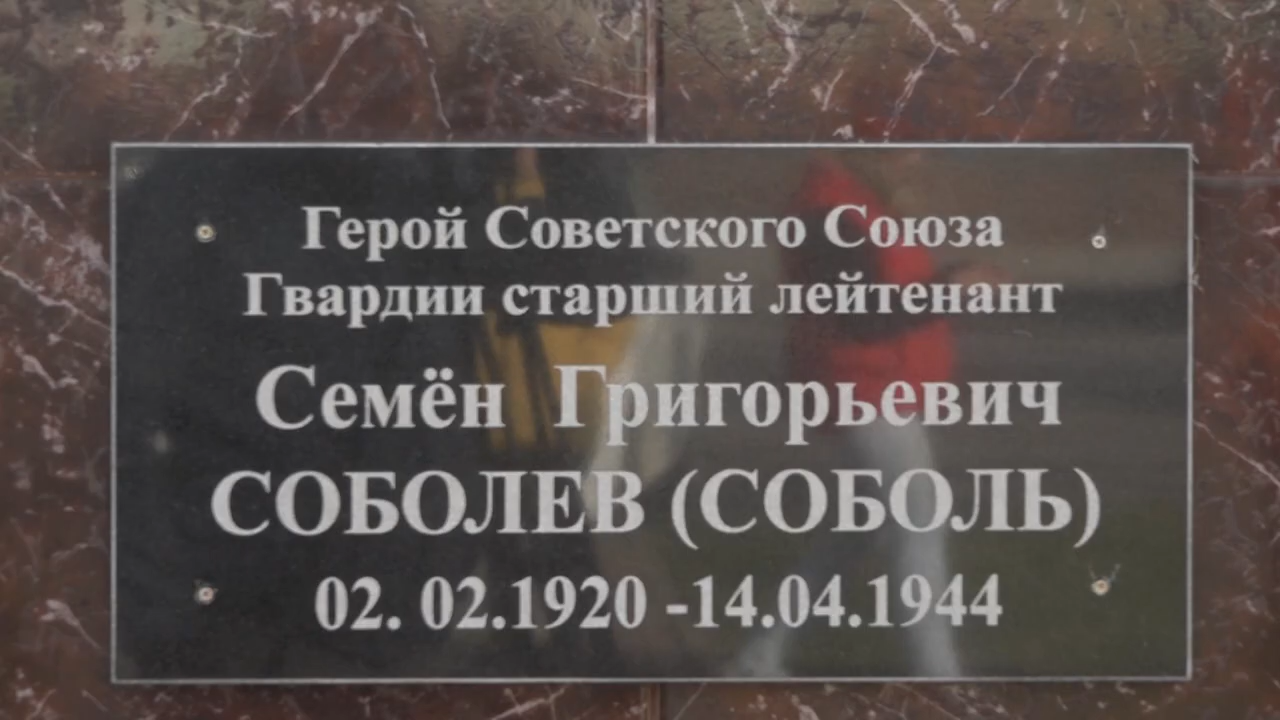 Герой Советского Союза
Гвардии старший лейтенант
Семён Григорьевич
СОБОЛЕВ (СОБОЛЬ)
02. 02.1920 -14.04.1944